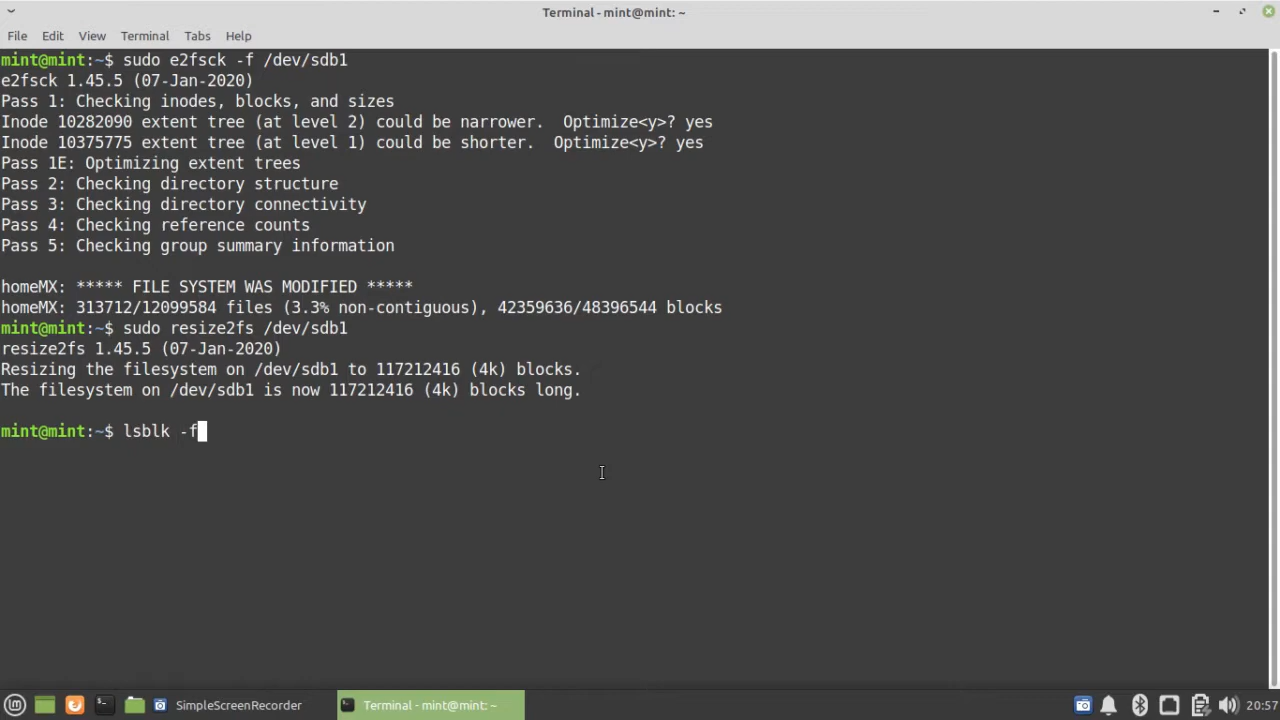 Terminal - mint@mint: ~
File Edit View Terminal Tabs Help
mint@mint:~$ sudo e2fsck -f /dev/sdb1
e2fsck 1.45.5 (07-Jan-2020)
Pass 1: Checking inodes, blocks, and sizes
Inode 10282090 extent tree (at level 2) could be narrower.  Optimize<y>? yes
Inode 10375775 extent tree (at level 1) could be shorter.  Optimize<y>? yes
Pass 1E: Optimizing extent trees
Pass 2: Checking directory structure
Pass 3: Checking directory connectivity
Pass 4: Checking reference counts
Pass 5: Checking group summary information
homeMX: ***** FILE SYSTEM WAS MODIFIED *****
homeMX: 313712/12099584 files (3.3% non-contiguous), 42359636/48396544 blocks
mint@mint:~$ sudo resize2fs /dev/sdb1
resize2fs 1.45.5 (07-Jan-2020)
Resizing the filesystem on /dev/sdb1 to 117212416 (4k) blocks.
The filesystem on /dev/sdb1 is now 117212416 (4k) blocks long.
mint@mint:~$ lsblk -f
SimpleScreenRecorder Terminal - mint@mint: ~ 20:57